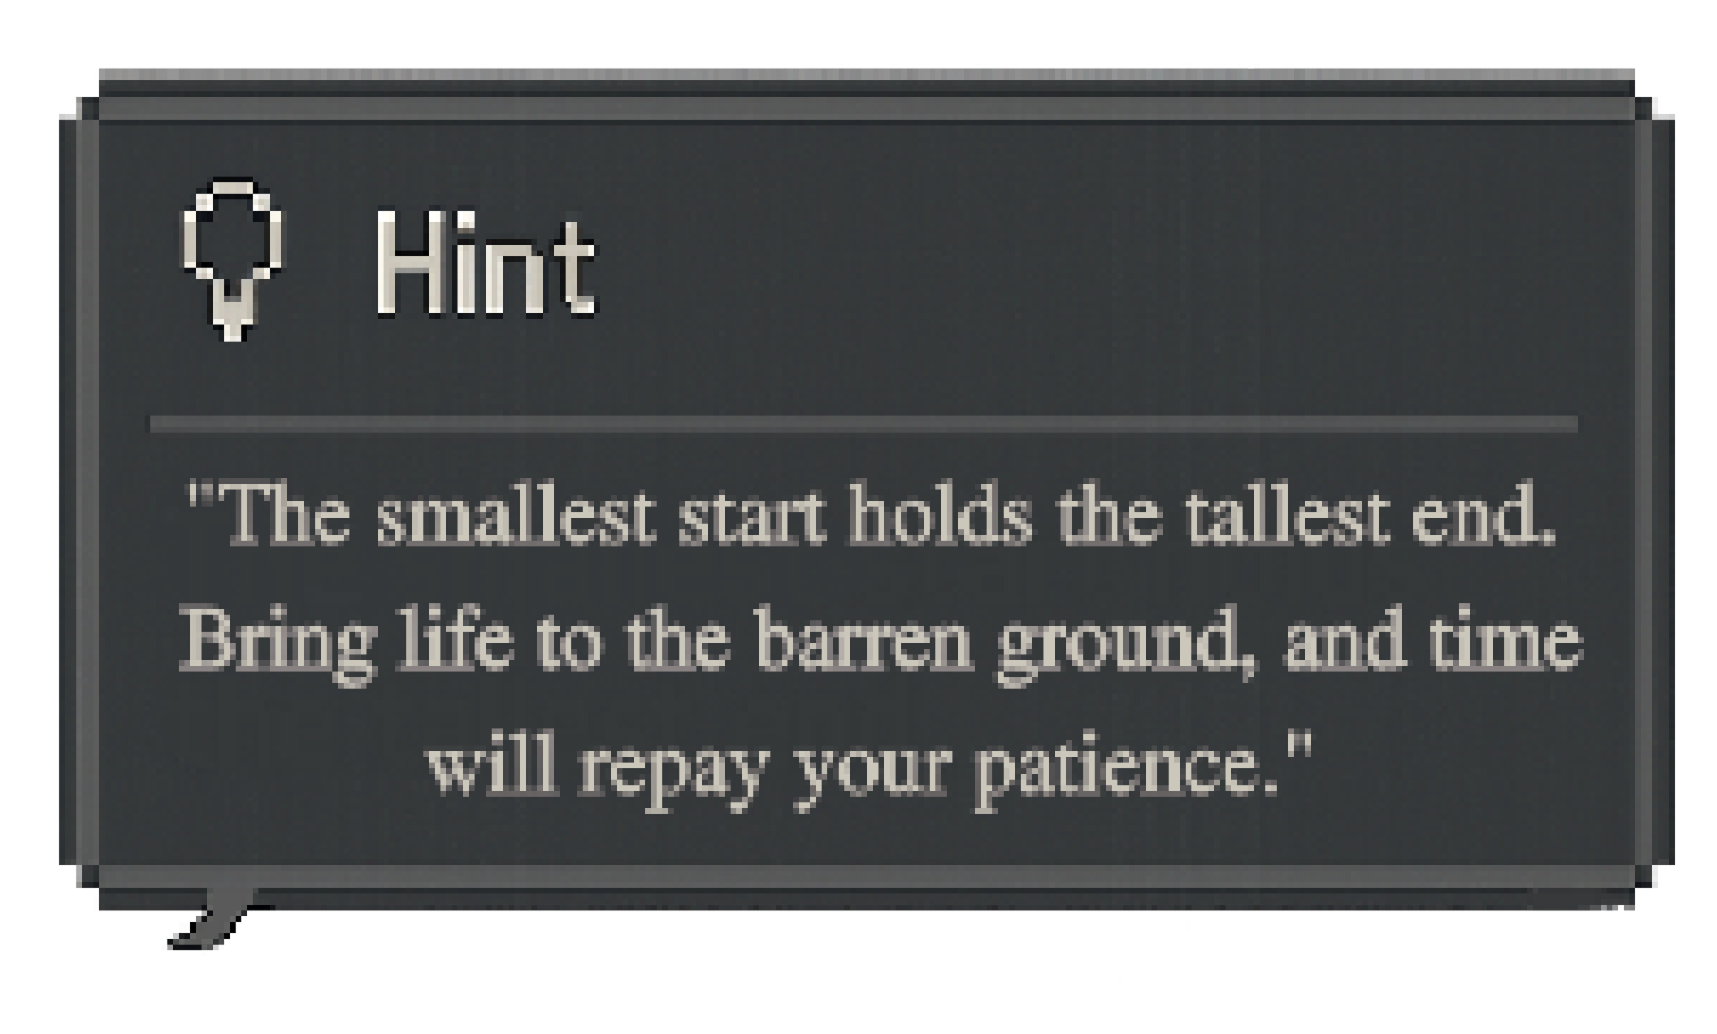 Hint
"The smallest start holds the tallest end.
Bring life to the barren ground, and time
will repay your patience."